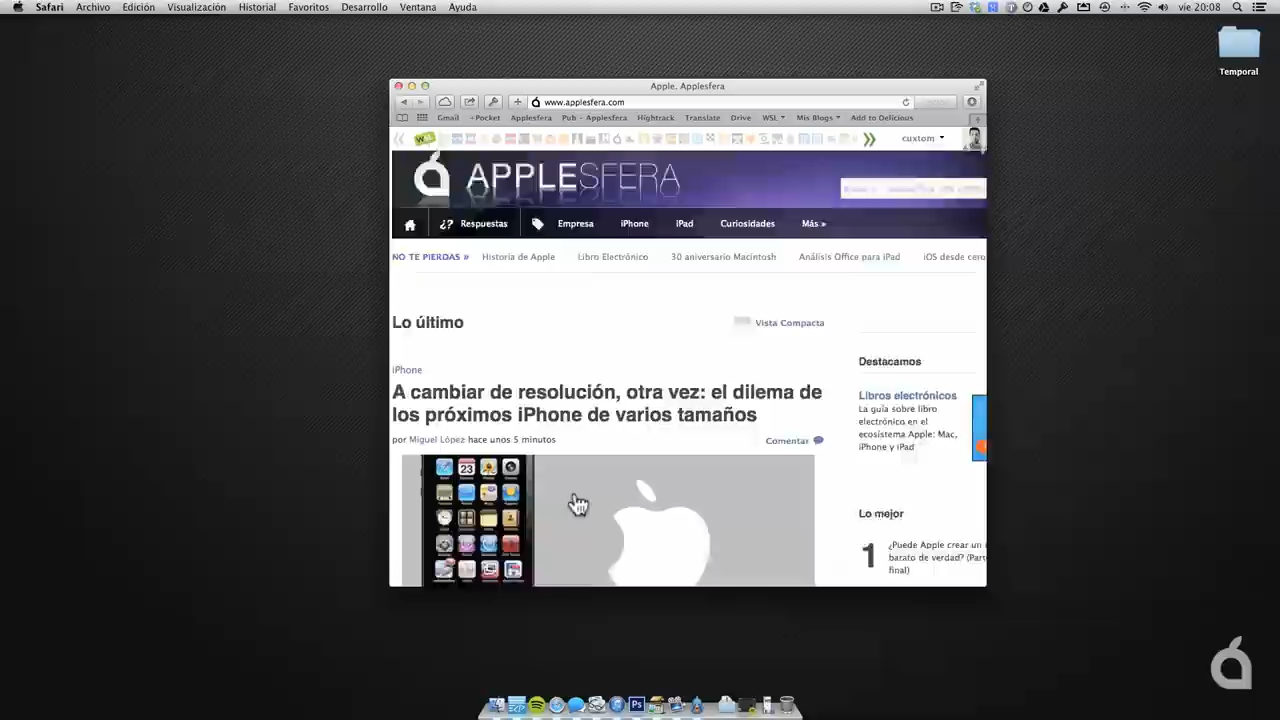 Safari Archivo Edición Visualización Historial Favoritos Desarrollo Ventana Ayuda vie 20:08
Temporal
Apple. Applesfera
www.applesfera.com
Gmail +Pocket Applesfera Pub - Applesfera Hightrack Translate Drive WSL Mis Blogs Add to Delicious
cuxtom
APPLESFERA
¿? Respuestas Empresa iPhone iPad Curiosidades Más »
NO TE PIERDAS » Historia de Apple Libro Electrónico 30 aniversario Macintosh Análisis Office para iPad iOS desde cero
Lo último
Vista Compacta
iPhone
A cambiar de resolución, otra vez: el dilema de
los próximos iPhone de varios tamaños
por Miguel López hace unos 5 minutos
Comentar
23
Destacamos
Libros electrónicos
La guía sobre libro
electrónico en el
ecosistema Apple: Mac,
iPhone y iPad
Lo mejor
1
¿Puede Apple crear un
barato de verdad? (Part
final)
Ps